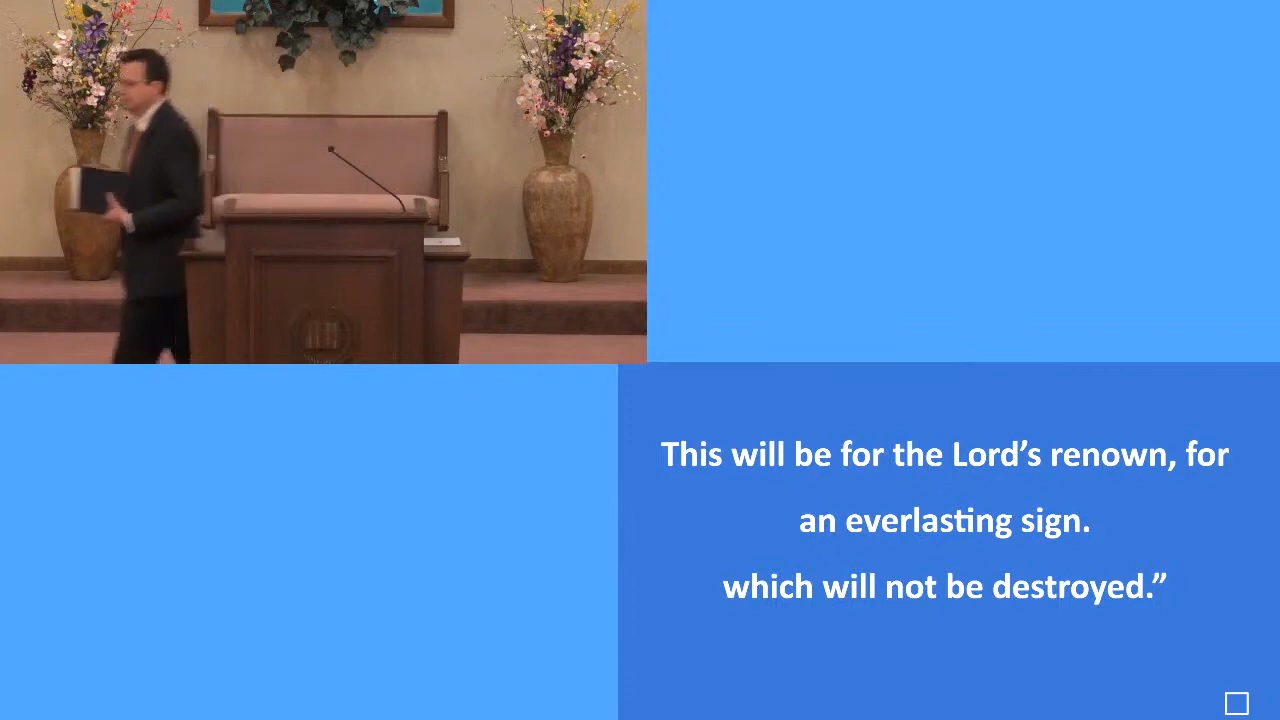 This will be for the Lord’s renown, for
an everlasting sign.
which will not be destroyed.”